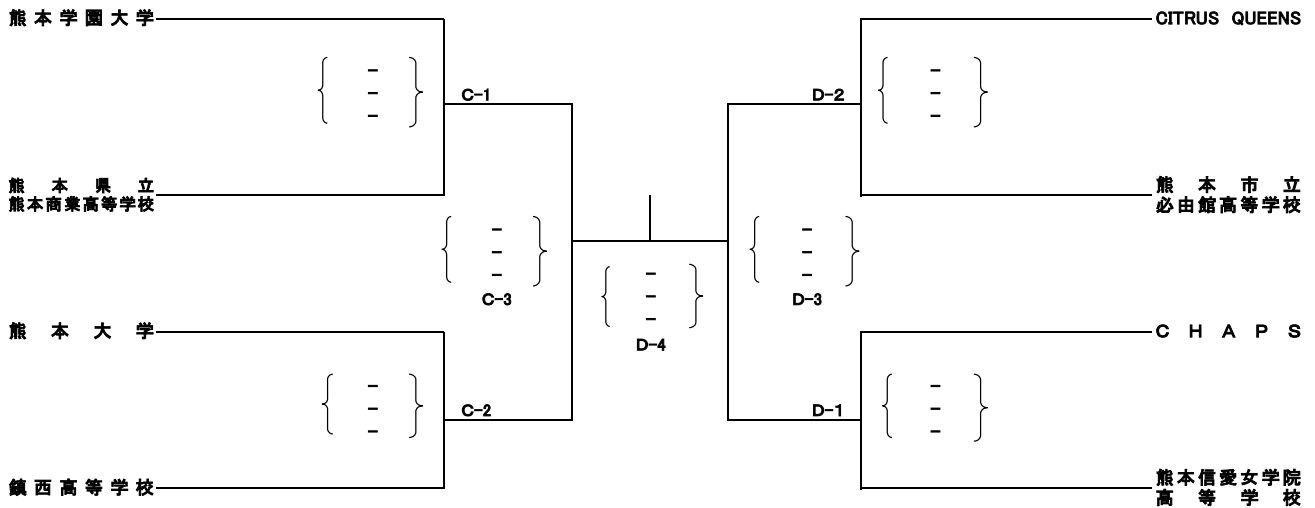 熊本学園大学
CITRUS QUEENS
{ - }
{ - }
-
-
-
-
C-1
D-2
熊本県立
熊本商業高等学校
熊本市立
必由館高等学校
{ - }
{ - }
-
-
-
-
C-3
D-3
{ - }
-
-
D-4
熊本大学
CHAPS
{ - }
{ - }
-
-
-
-
C-2
D-1
鎮西高等学校
熊本信愛女学院
高等学校